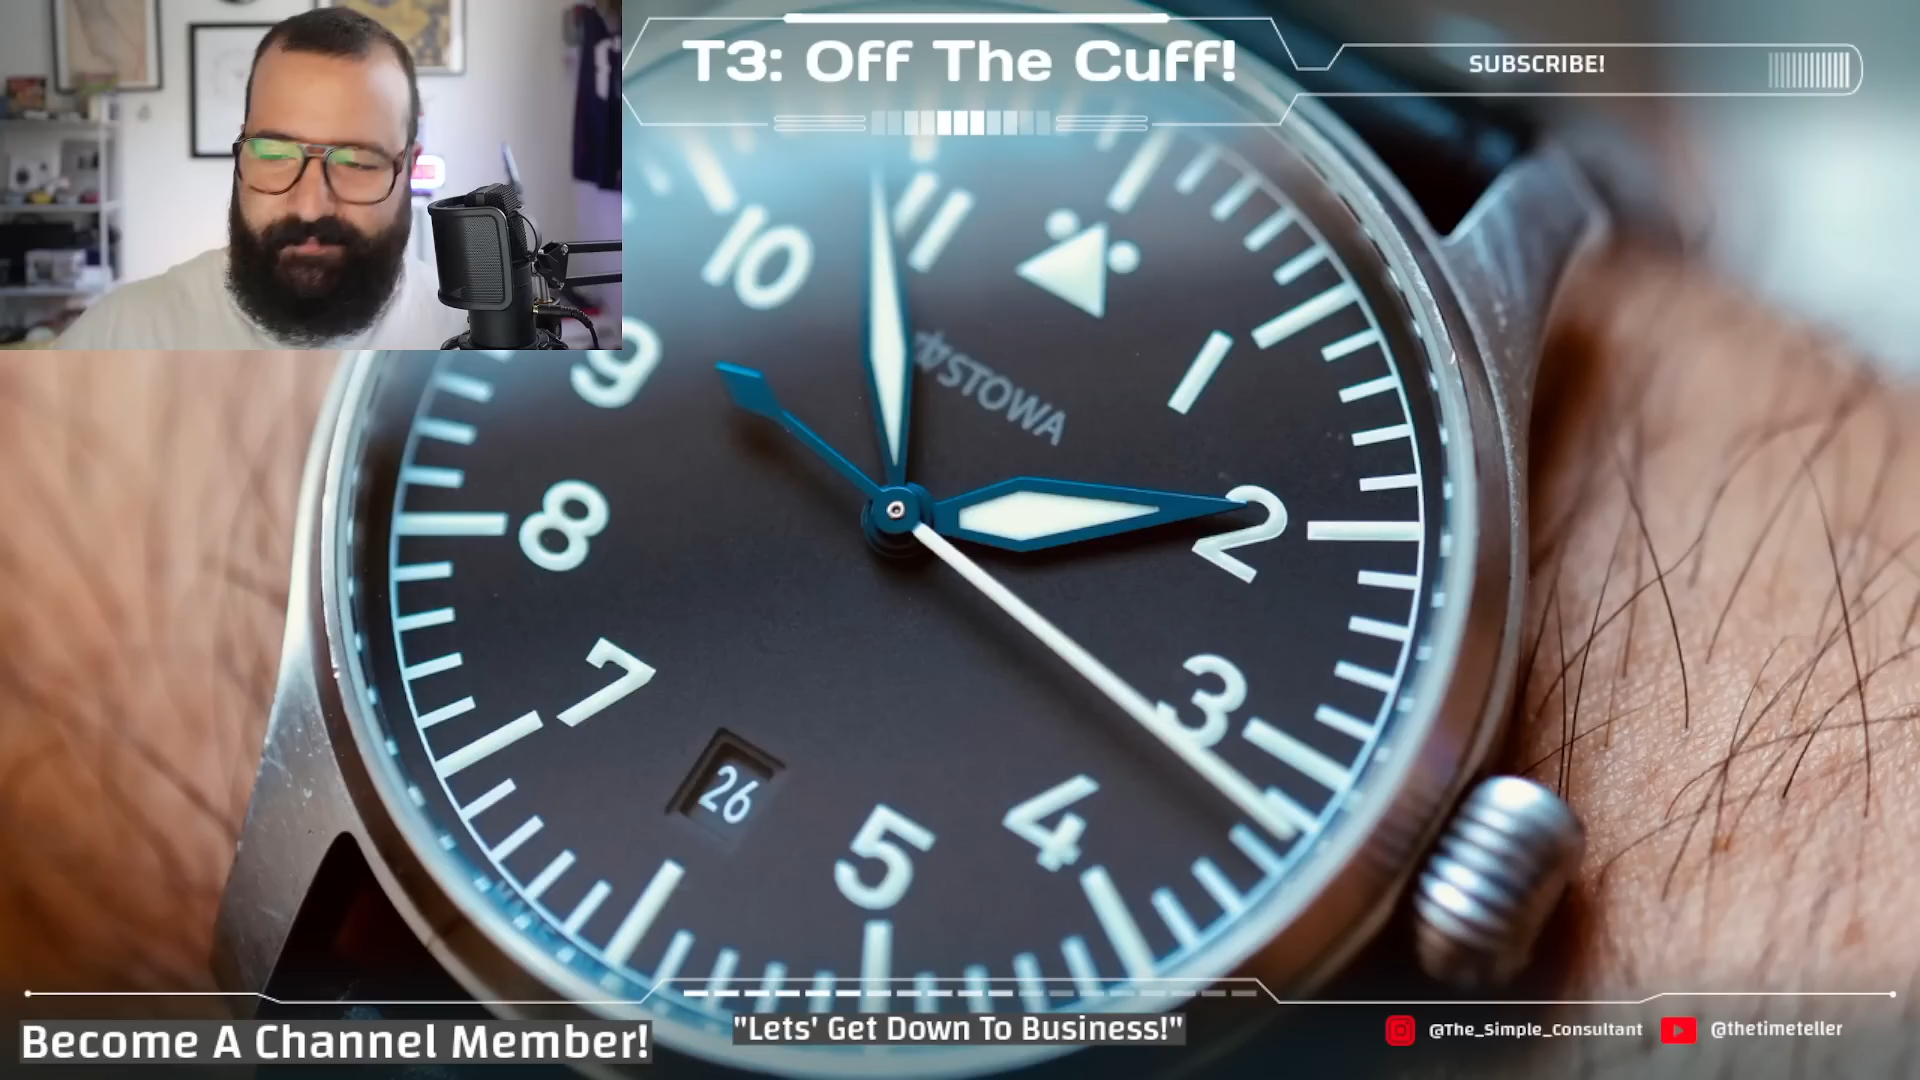 T3: Off The Cuff!
SUBSCRIBE!
10
11
9
STOWA
1
8
2
7
3
26
4
5
Become A Channel Member!
"Lets' Get Down To Business!"
@The_Simple_Consultant
@thetimeteller